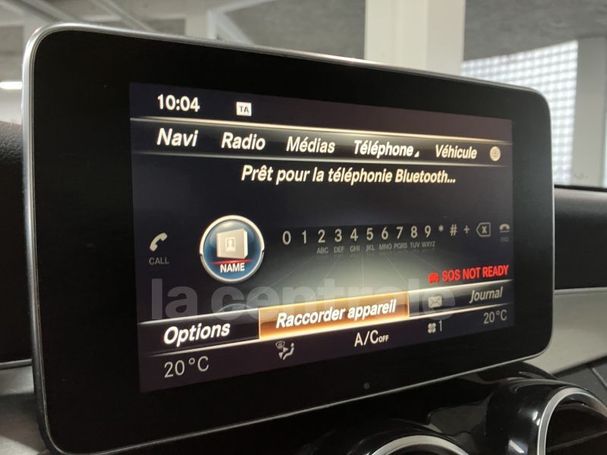 10:04 TA
Navi Radio Médias Téléphone Véhicule
Prêt pour la téléphonie Bluetooth...
0 1 2 3 4 5 6 7 8 9 * # +
ABC DEF GHI JKL MNO PQRS TUV WXYZ
CALL
NAME
END
SOS NOT READY
la centrale
Options Raccorder appareil Journal
20°C A/C OFF 1 20°C